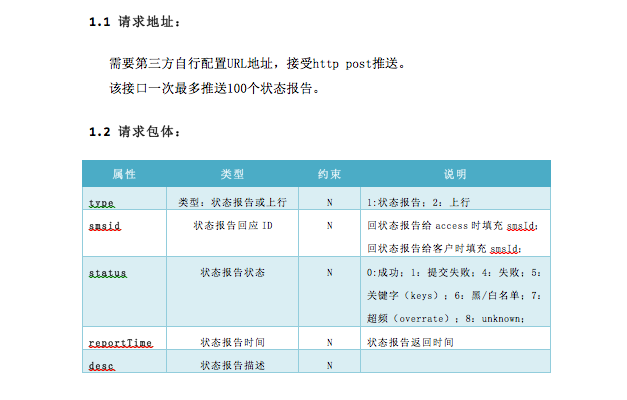 1.1 请求地址：
需要第三方自行配置URL地址，接受http post推送。
该接口一次最多推送100个状态报告。
1.2 请求包体：
属性 类型 约束 说明
type 类型：状态报告或上行 N 1:状态报告；2：上行
smsid 状态报告回应 ID N 回状态报告给 access 时填充 smsId；
回状态报告给客户时填充 smsId；
status 状态报告状态 N 0:成功；1：提交失败；4：失败；5：
关键字（keys）；6：黑/白名单；7：
超频（overrate）；8：unknown；
reportTime 状态报告时间 N 状态报告返回时间
desc 状态报告描述 N